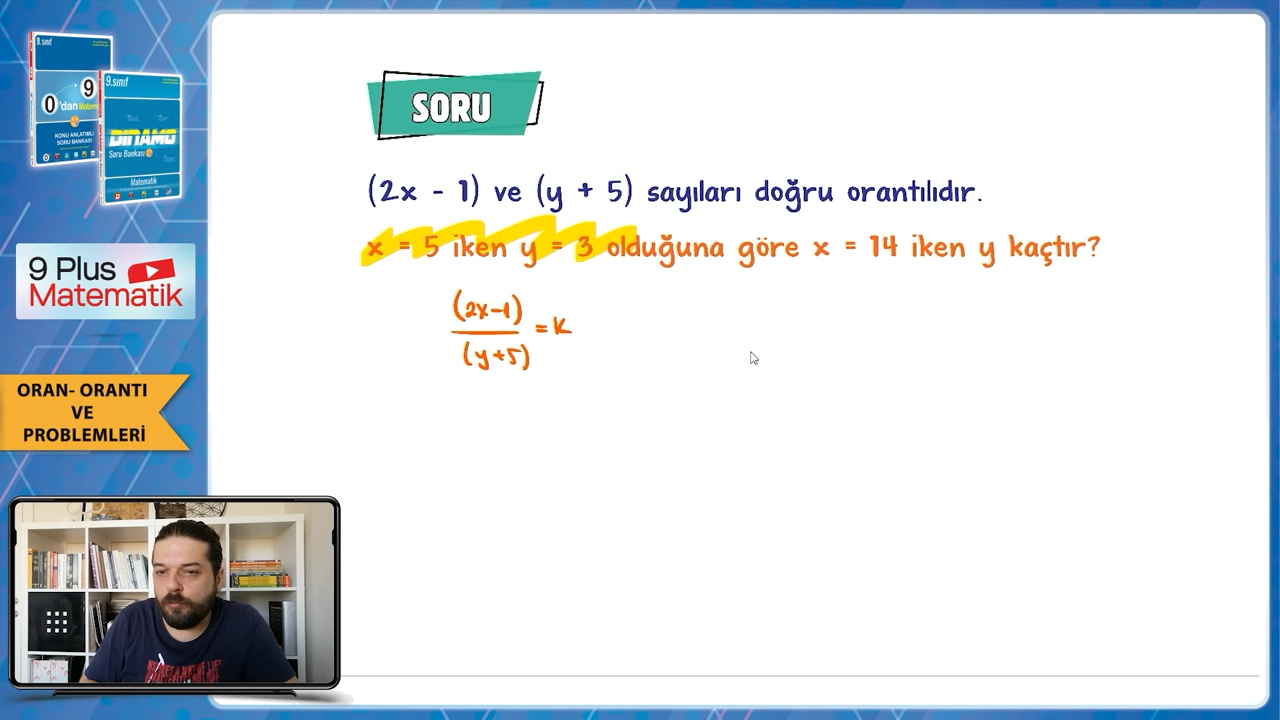 9.sınıf
0'dan 9
Matem
KONU ANLATIMLI
SORU BANKASI
9.sınıf
DINAMO
Soru Bankası
Matematik
9 Plus
Matematik
ORAN- ORANTI
VE
PROBLEMLERİ
SORU
(2x - 1) ve (y + 5) sayıları doğru orantılıdır.
x = 5 iken y = 3 olduğuna göre x = 14 iken y kaçtır?
(2x-1)
= k
(y+5)